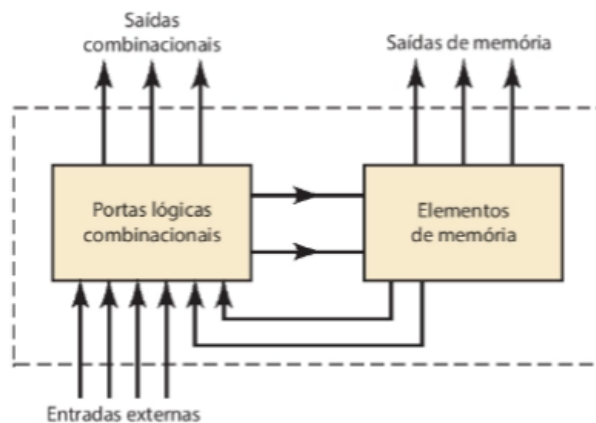 Saídas
combinacionais
Saídas de memória
Portas lógicas
combinacionais
Elementos
de memória
Entradas externas